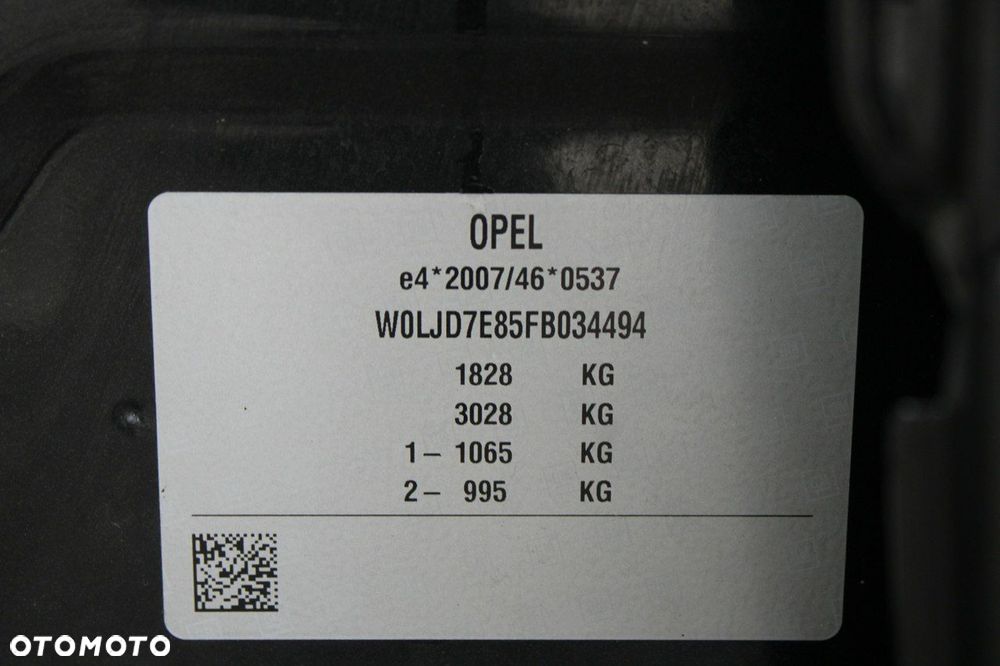 OPEL
e4*2007/46*0537
W0LJD7E85FB034494
1828 KG
3028 KG
1– 1065 KG
2– 995 KG
OTOMOTO